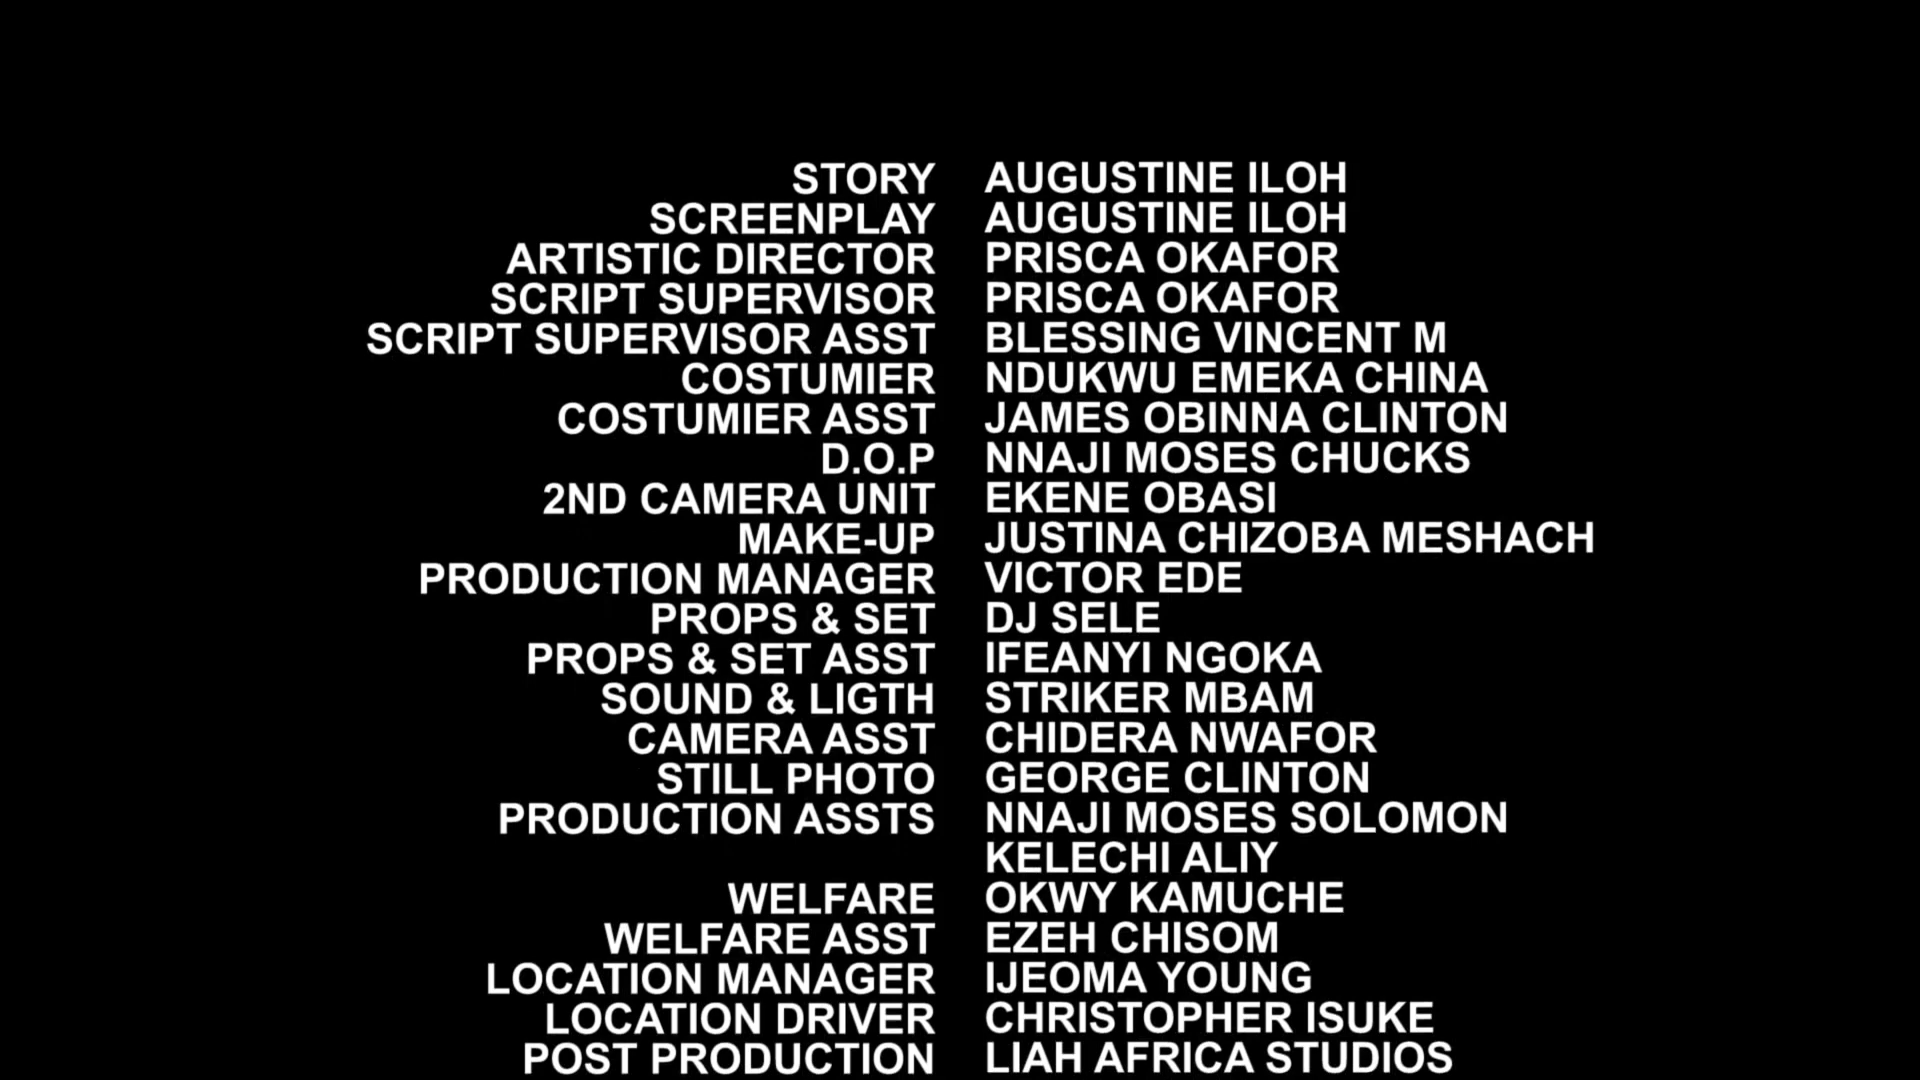 STORY AUGUSTINE ILOH
SCREENPLAY AUGUSTINE ILOH
ARTISTIC DIRECTOR PRISCA OKAFOR
SCRIPT SUPERVISOR PRISCA OKAFOR
SCRIPT SUPERVISOR ASST BLESSING VINCENT M
COSTUMIER NDUKWU EMEKA CHINA
COSTUMIER ASST JAMES OBINNA CLINTON
D.O.P NNAJI MOSES CHUCKS
2ND CAMERA UNIT EKENE OBASI
MAKE-UP JUSTINA CHIZOBA MESHACH
PRODUCTION MANAGER VICTOR EDE
PROPS & SET DJ SELE
PROPS & SET ASST IFEANYI NGOKA
SOUND & LIGTH STRIKER MBAM
CAMERA ASST CHIDERA NWAFOR
STILL PHOTO GEORGE CLINTON
PRODUCTION ASSTS NNAJI MOSES SOLOMON
KELECHI ALIY
WELFARE OKWY KAMUCHE
WELFARE ASST EZEH CHISOM
LOCATION MANAGER IJEOMA YOUNG
LOCATION DRIVER CHRISTOPHER ISUKE
POST PRODUCTION LIAH AFRICA STUDIOS